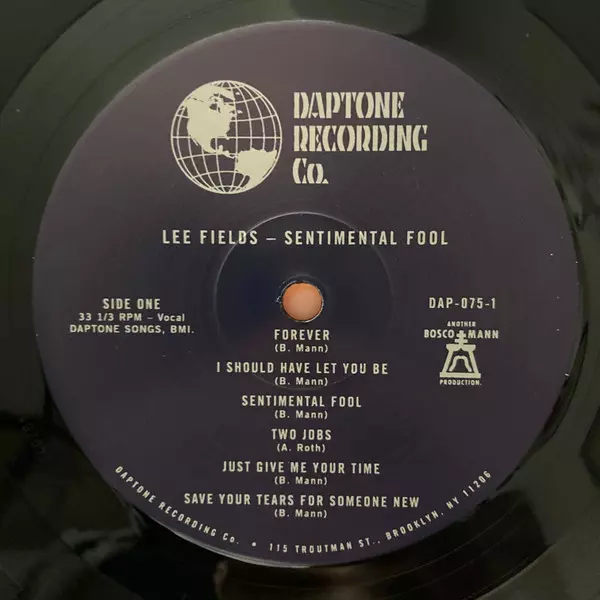 DAPTONE
RECORDING
Co.
LEE FIELDS – SENTIMENTAL FOOL
SIDE ONE
33 1/3 RPM – Vocal
DAPTONE SONGS, BMI.
DAP-075-1
ANOTHER
BOSCO MANN
PRODUCTION.
FOREVER
(B. Mann)
I SHOULD HAVE LET YOU BE
(B. Mann)
SENTIMENTAL FOOL
(B. Mann)
TWO JOBS
(A. Roth)
JUST GIVE ME YOUR TIME
(B. Mann)
SAVE YOUR TEARS FOR SOMEONE NEW
(B. Mann)
DAPTONE RECORDING Co. • 115 TROUTMAN ST., BROOKLYN, NY 11206